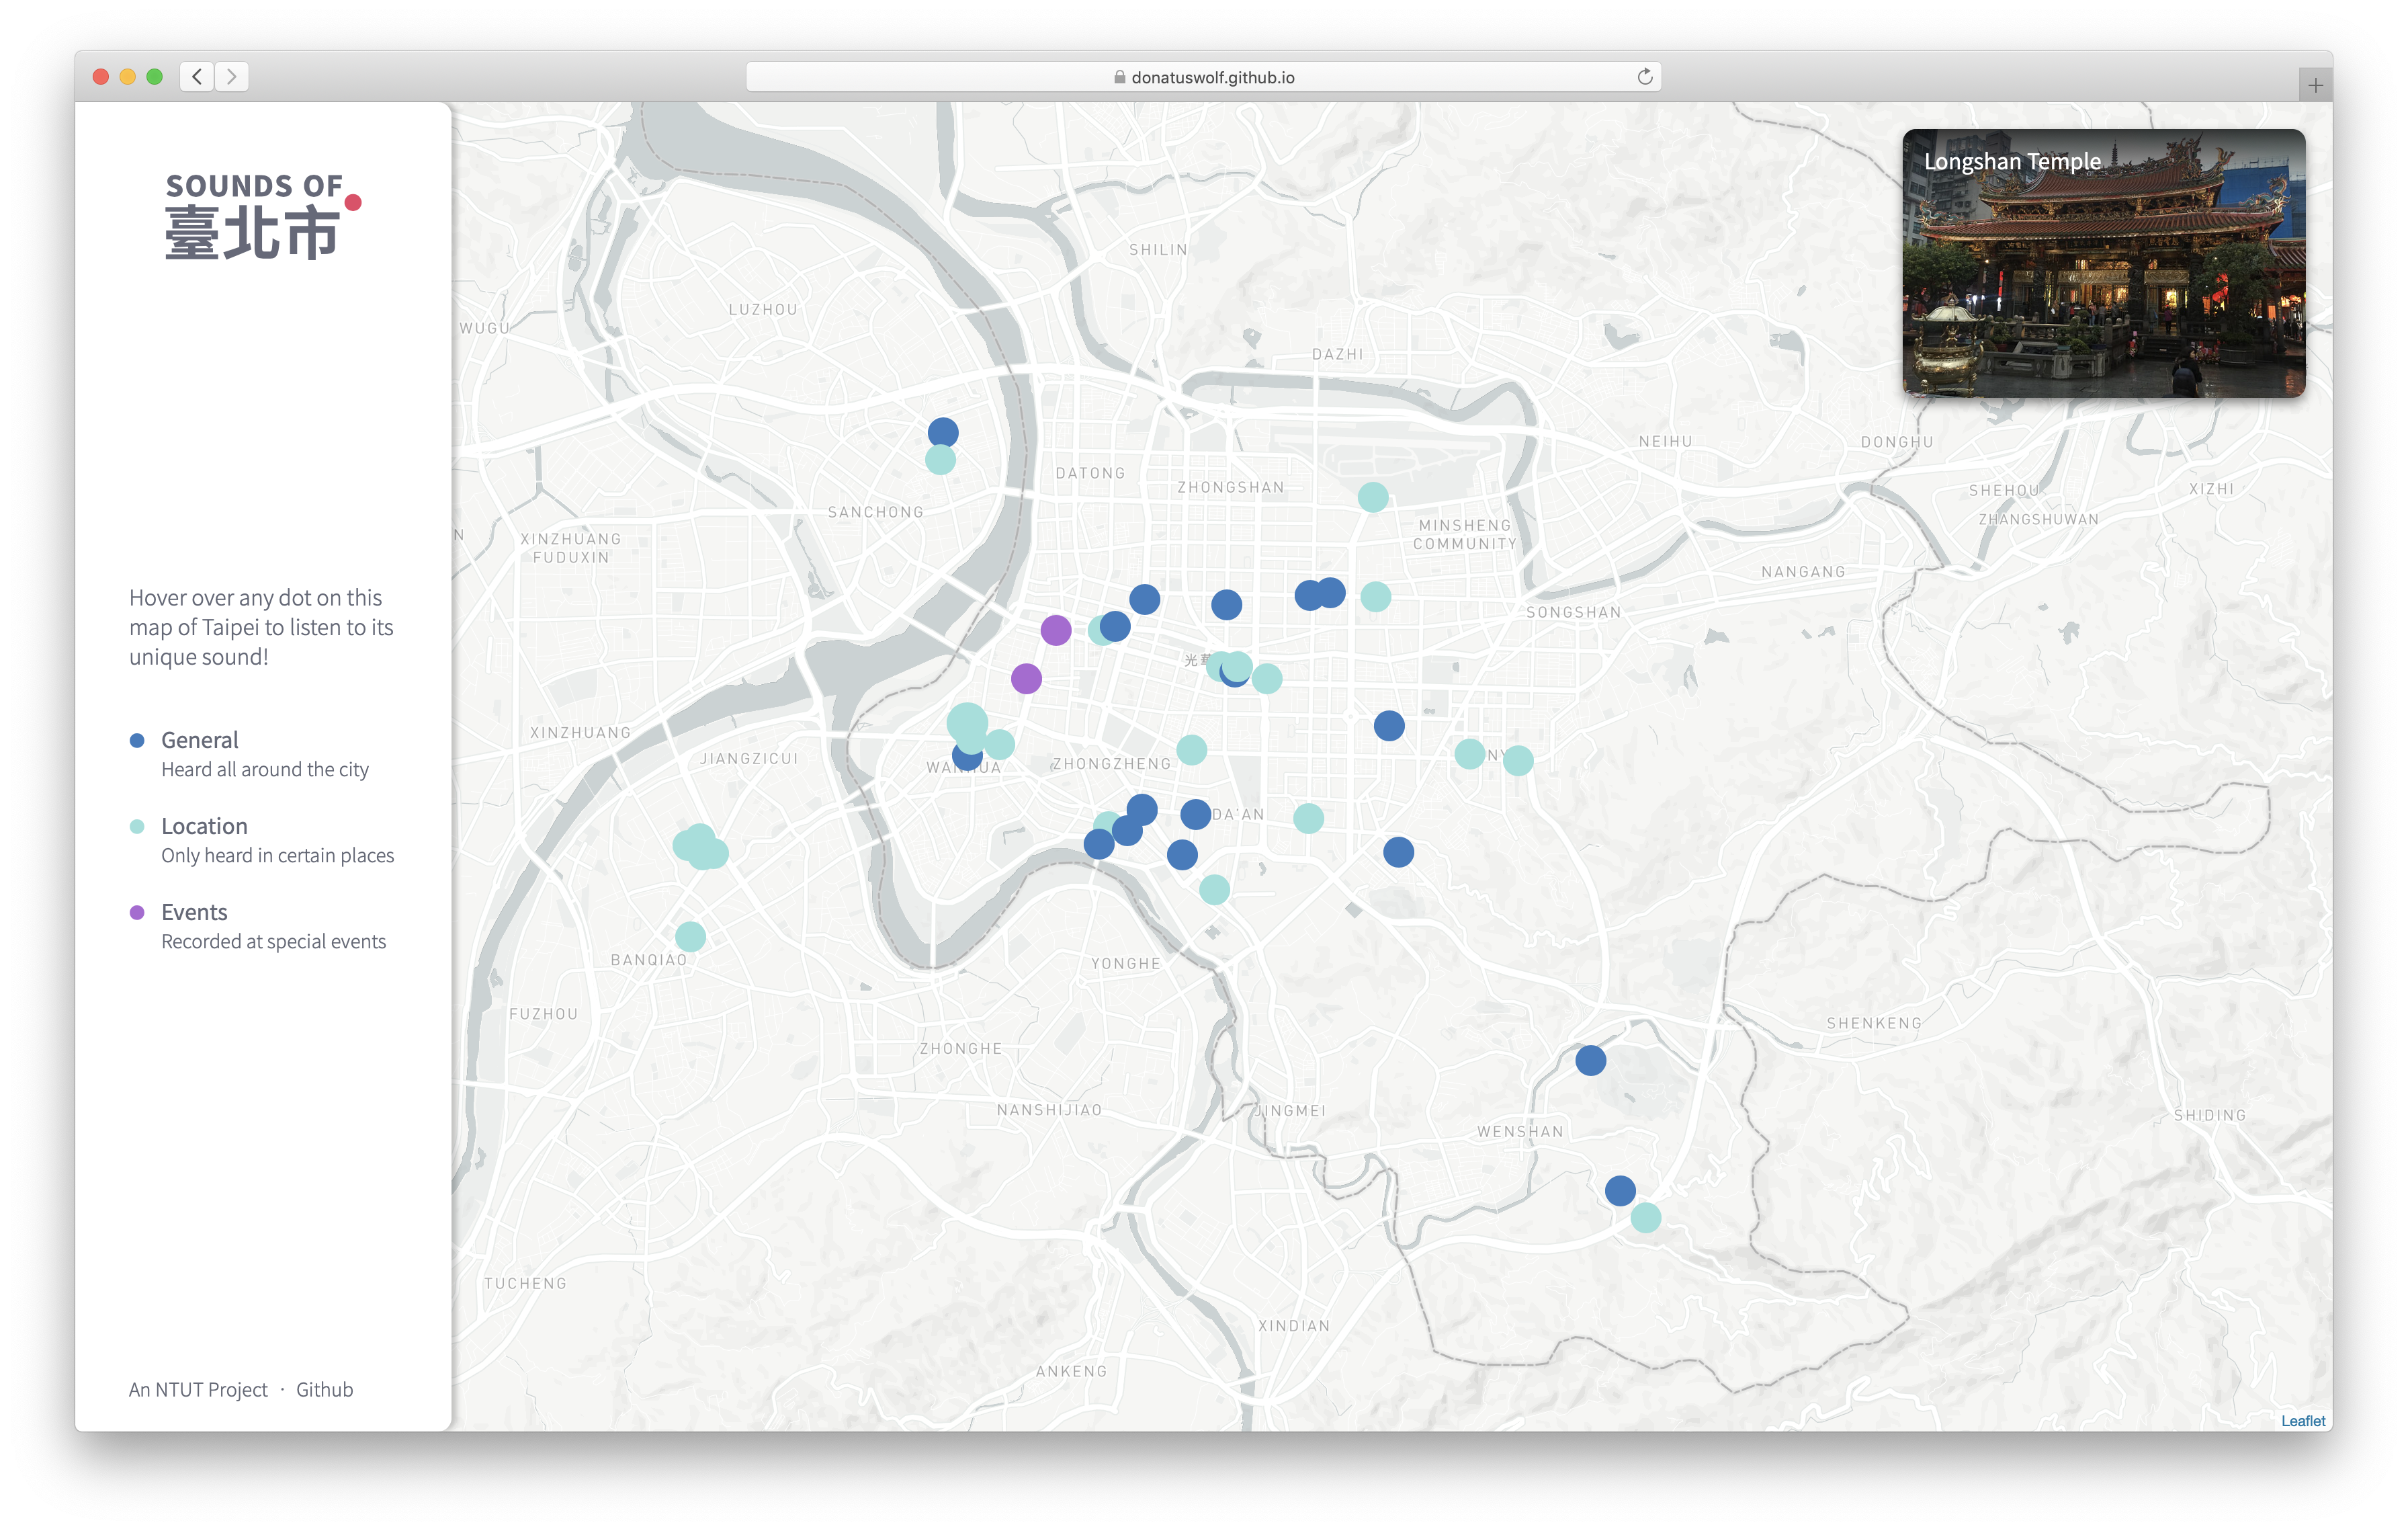 donatuswolf.github.io
SOUNDS OF
臺北市
Hover over any dot on this
map of Taipei to listen to its
unique sound!
General
Heard all around the city
Location
Only heard in certain places
Events
Recorded at special events
An NTUT Project · Github
Longshan Temple
SHILIN
LUZHOU
WUGU
DAZHI
NEIHU
DONGHU
DATONG
ZHONGSHAN
SHEHOU
XIZHI
SANCHONG
ZHANGSHUWAN
MINSHENG
COMMUNITY
N
XINZHUANG
FUDUXIN
NANGANG
SONGSHAN
光
XINZHUANG
JIANGZICUI
ZHONGZHENG
DA'AN
BANQIAO
YONGHE
FUZHOU
SHENKENG
ZHONGHE
NANSHIJIAO
JINGMEI
SHIDING
WENSHAN
TUCHENG
XINDIAN
ANKENG
Leaflet